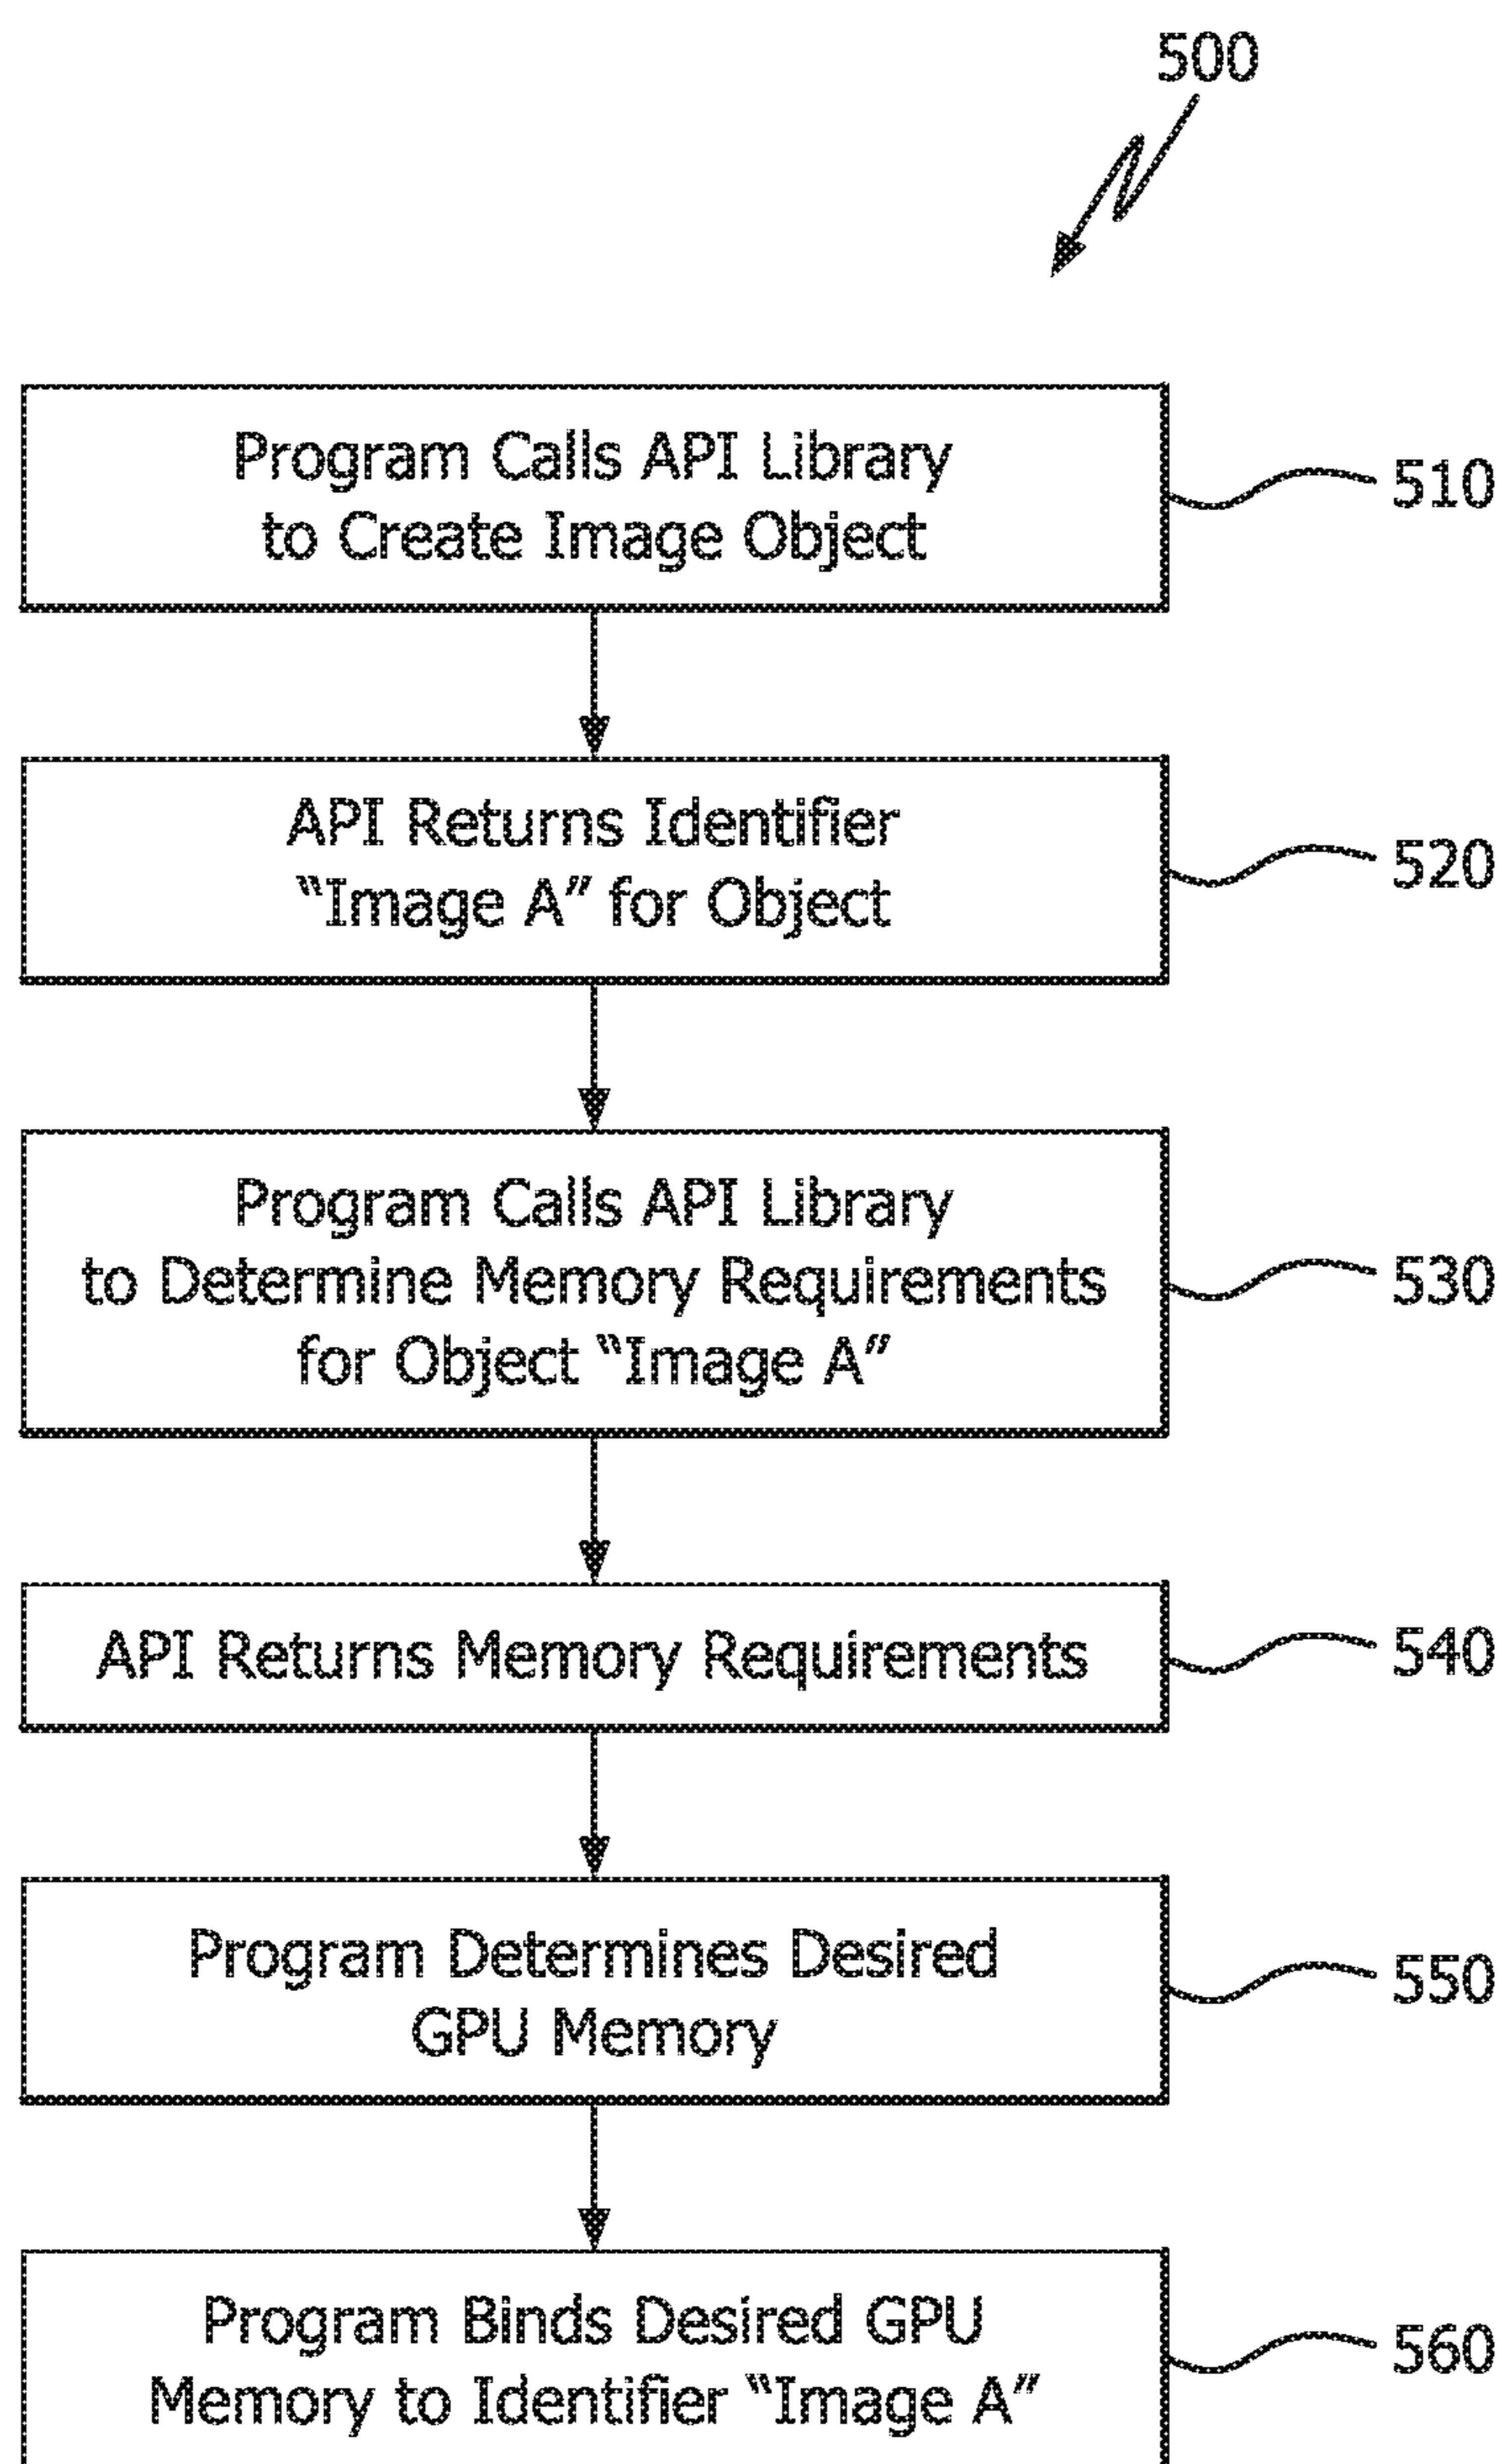 500
Program Calls API Library
to Create Image Object
510
API Returns Identifier
“Image A” for Object
520
Program Calls API Library
to Determine Memory Requirements
for Object “Image A”
530
API Returns Memory Requirements
540
Program Determines Desired
GPU Memory
550
Program Binds Desired GPU
Memory to Identifier “Image A”
560